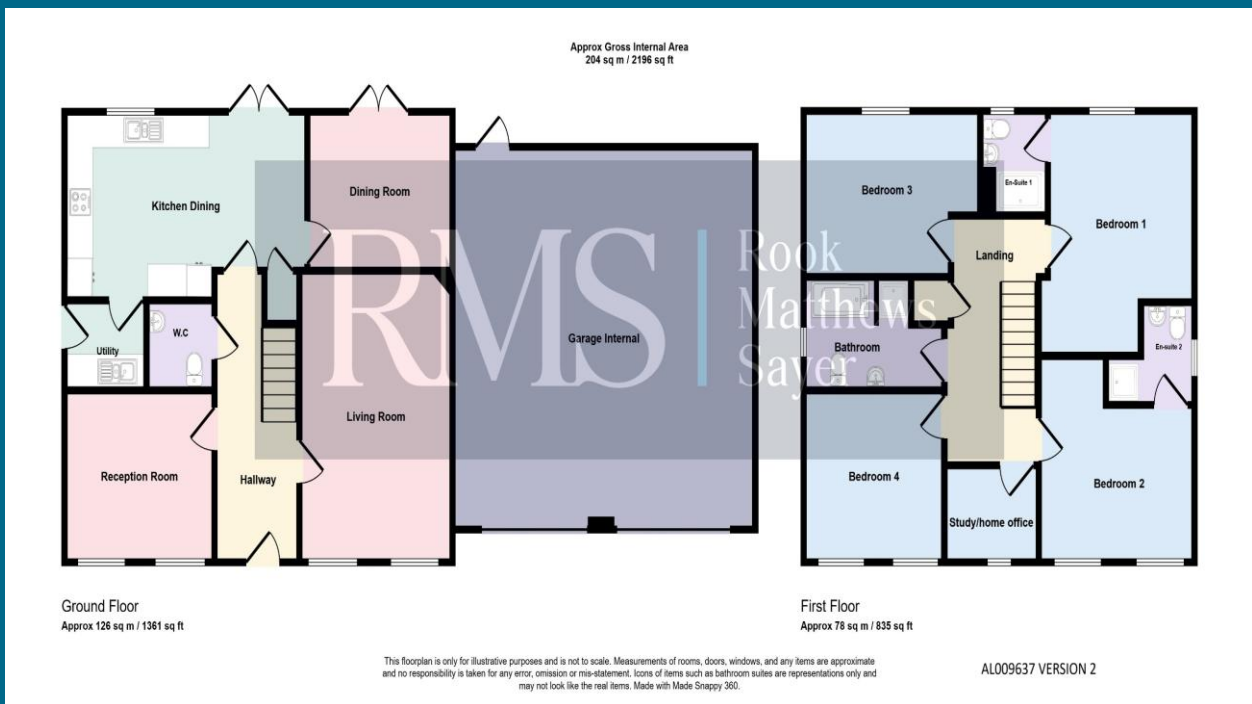 Approx Gross Internal Area
204 sq m / 2196 sq ft
Kitchen Dining
Dining Room
Utility
W.C
Reception Room
Hallway
Living Room
Garage Internal
RMS
Rook
Matthews
Sayer
Bedroom 3
En-Suite 1
Bedroom 1
Landing
Bathroom
En-suite 2
Bedroom 4
Study/home office
Bedroom 2
Ground Floor
Approx 126 sq m / 1361 sq ft
First Floor
Approx 78 sq m / 835 sq ft
This floorplan is only for illustrative purposes and is not to scale. Measurements of rooms, doors, windows, and any items are approximate
and no responsibility is taken for any error, omission or mis-statement. Icons of items such as bathroom suites are representations only and
may not look like the real items. Made with Made Snappy 360.
AL009637 VERSION 2